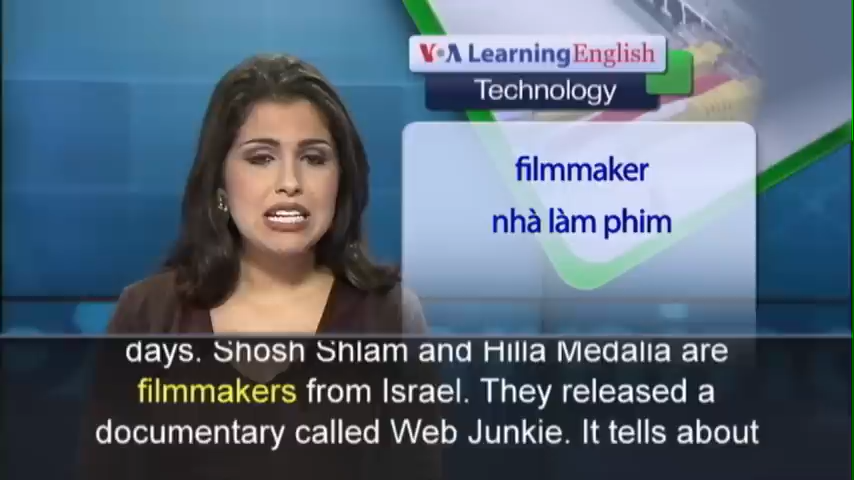 VOA Learning English
Technology
filmmaker
nhà làm phim
days. Shosh Shlam and Hilla Medalia are
filmmakers from Israel. They released a
documentary called Web Junkie. It tells about